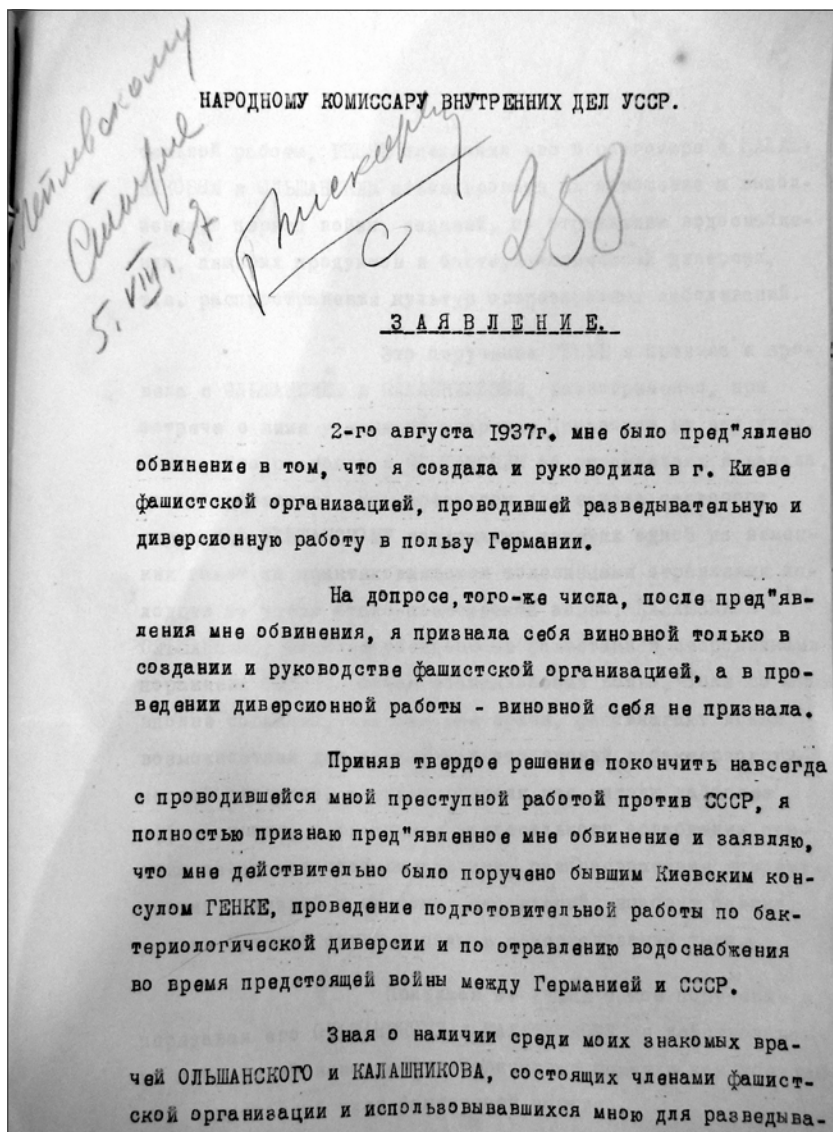 НАРОДНОМУ КОМИССАРУ ВНУТРЕННИХ ДЕЛ УССР.
5. VIII. 37
258
ЗАЯВЛЕНИЕ.
2-го августа 1937г. мне было пред"явлено
обвинение в том, что я создала и руководила в г. Киеве
фашистской организацией, проводившей разведывательную и
диверсионную работу в пользу Германии.
На допросе,того-же числа, после пред"яв-
ления мне обвинения, я признала себя виновной только в
создании и руководстве фашистской организацией, а в про-
ведении диверсионной работы - виновной себя не признала.
Приняв твердое решение покончить навсегда
с проводившейся мной преступной работой против СССР, я
полностью признаю пред"явленное мне обвинение и заявляю,
что мне действительно было поручено бывшим Киевским кон-
сулом ГЕНКЕ, проведение подготовительной работы по бак-
териологической диверсии и по отравлению водоснабжения
во время предстоящей войны между Германией и СССР.
Зная о наличии среди моих знакомых вра-
чей ОЛЬШАНСКОГО и КАЛАШНИКОВА, состоящих членами фашист-
ской организации и использовывавшихся мною для разведыва-